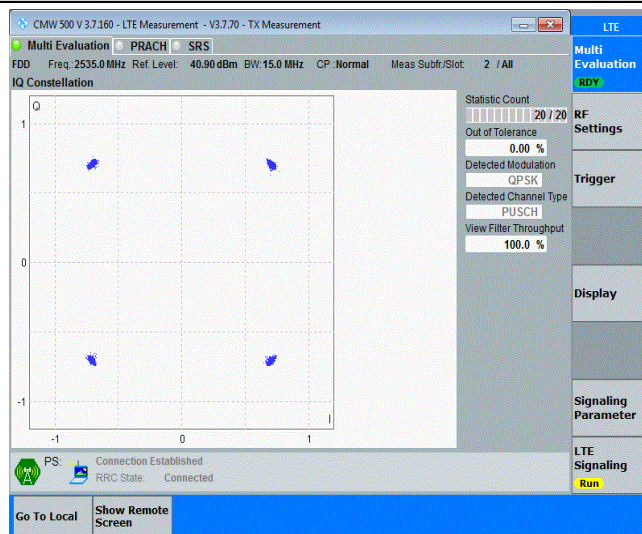 CMW 500 V 3.7.160 - LTE Measurement - V3.7.70 - TX Measurement
Multi Evaluation PRACH SRS
FDD Freq.:2535.0 MHz Ref. Level: 40.90 dBm BW:15.0 MHz CP :Normal Meas Subfr./Slot: 2 / All
IQ Constellation
Q
1
0
-1
-1 0 1
I
Statistic Count
20 / 20
Out of Tolerance
0.00 %
Detected Modulation
QPSK
Detected Channel Type
PUSCH
View Filter Throughput
100.0 %
PS: Connection Established
RRC State: Connected
LTE
Multi
Evaluation
RDY
RF
Settings
Trigger
Display
Signaling
Parameter
LTE
Signaling
Run
Go To Local
Show Remote
Screen